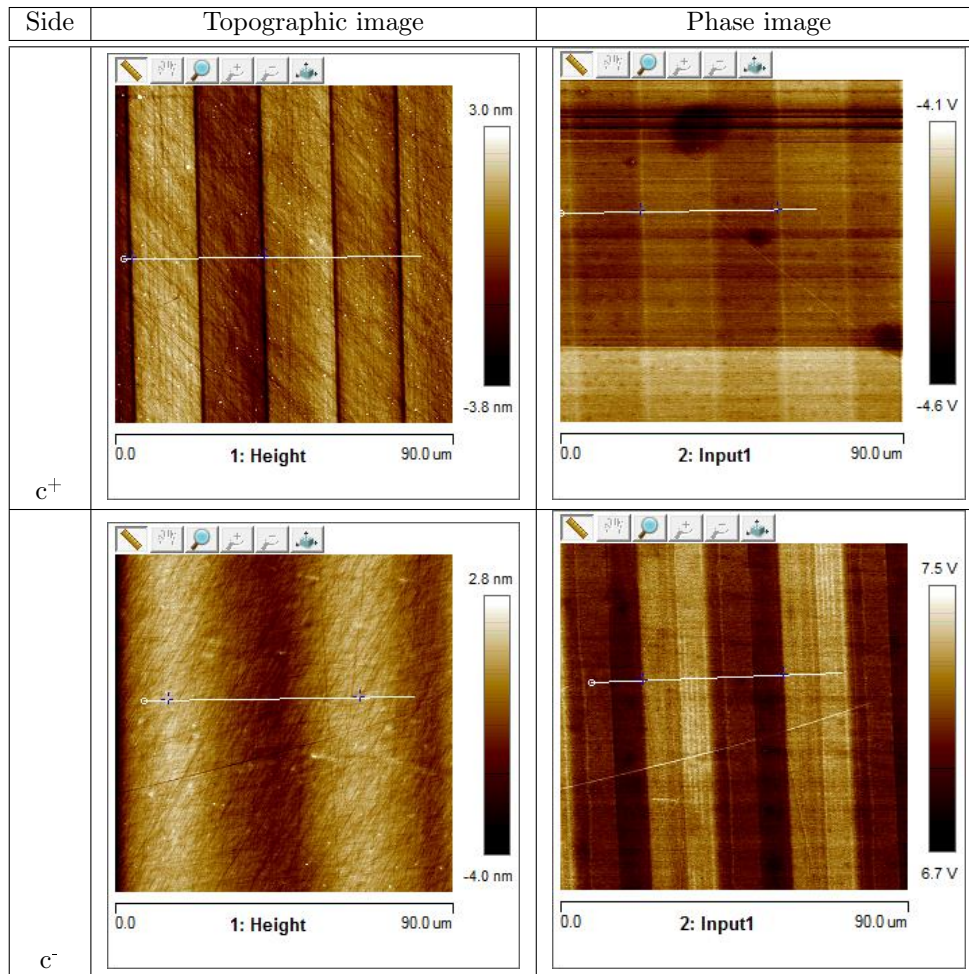 Side Topographic image Phase image
3.0 nm
-3.8 nm
0.0 1: Height 90.0 um
-4.1 V
-4.6 V
0.0 2: Input1 90.0 um
c+
2.8 nm
-4.0 nm
0.0 1: Height 90.0 um
7.5 V
6.7 V
0.0 2: Input1 90.0 um
c-